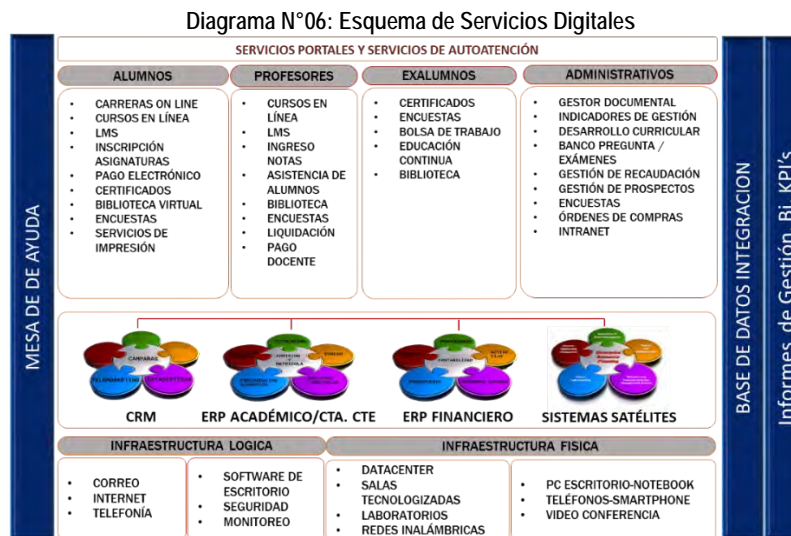 Diagrama N°06: Esquema de Servicios Digitales
SERVICIOS PORTALES Y SERVICIOS DE AUTOATENCIÓN
MESA DE DE AYUDA
ALUMNOS
• CARRERAS ON LINE
• CURSOS EN LÍNEA
• LMS
• INSCRIPCIÓN
ASIGNATURAS
• PAGO ELECTRÓNICO
• CERTIFICADOS
• BIBLIOTECA VIRTUAL
• ENCUESTAS
• SERVICIOS DE
IMPRESIÓN
PROFESORES
• CURSOS EN
LÍNEA
• LMS
• INGRESO
NOTAS
• ASISTENCIA DE
ALUMNOS
• BIBLIOTECA
• ENCUESTAS
• LIQUIDACIÓN
• PAGO
DOCENTE
EXALUMNOS
• CERTIFICADOS
• ENCUESTAS
• BOLSA DE TRABAJO
• EDUCACIÓN
CONTINUA
• BIBLIOTECA
ADMINISTRATIVOS
• GESTOR DOCUMENTAL
• INDICADORES DE GESTIÓN
• DESARROLLO CURRICULAR
• BANCO PREGUNTA /
EXÁMENES
• GESTIÓN DE RECAUDACIÓN
• GESTIÓN DE PROSPECTOS
• ENCUESTAS
• ÓRDENES DE COMPRAS
• INTRANET
BASE DE DATOS INTEGRACION
Informes de Gestión, Bi, KPI's
CAMPAÑAS
TELEMARKETING
CONTABILIDAD
CRM
ERP ACADÉMICO/CTA. CTE
ERP FINANCIERO
SISTEMAS SATÉLITES
INFRAESTRUCTURA LOGICA
• CORREO
• INTERNET
• TELEFONÍA
• SOFTWARE DE
ESCRITORIO
• SEGURIDAD
• MONITOREO
INFRAESTRUCTURA FISICA
• DATACENTER
• SALAS
TECNOLOGIZADAS
• LABORATORIOS
• REDES INALÁMBRICAS
• PC ESCRITORIO-NOTEBOOK
• TELÉFONOS-SMARTPHONE
• VIDEO CONFERENCIA